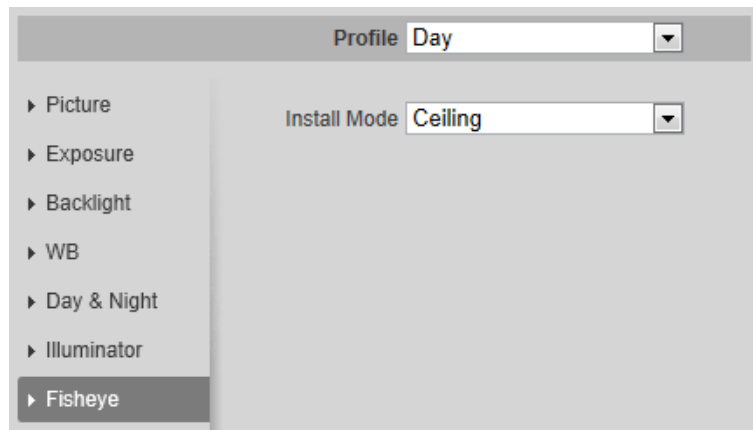 Profile Day
Picture
Install Mode Ceiling
Exposure
Backlight
WB
Day & Night
Illuminator
Fisheye